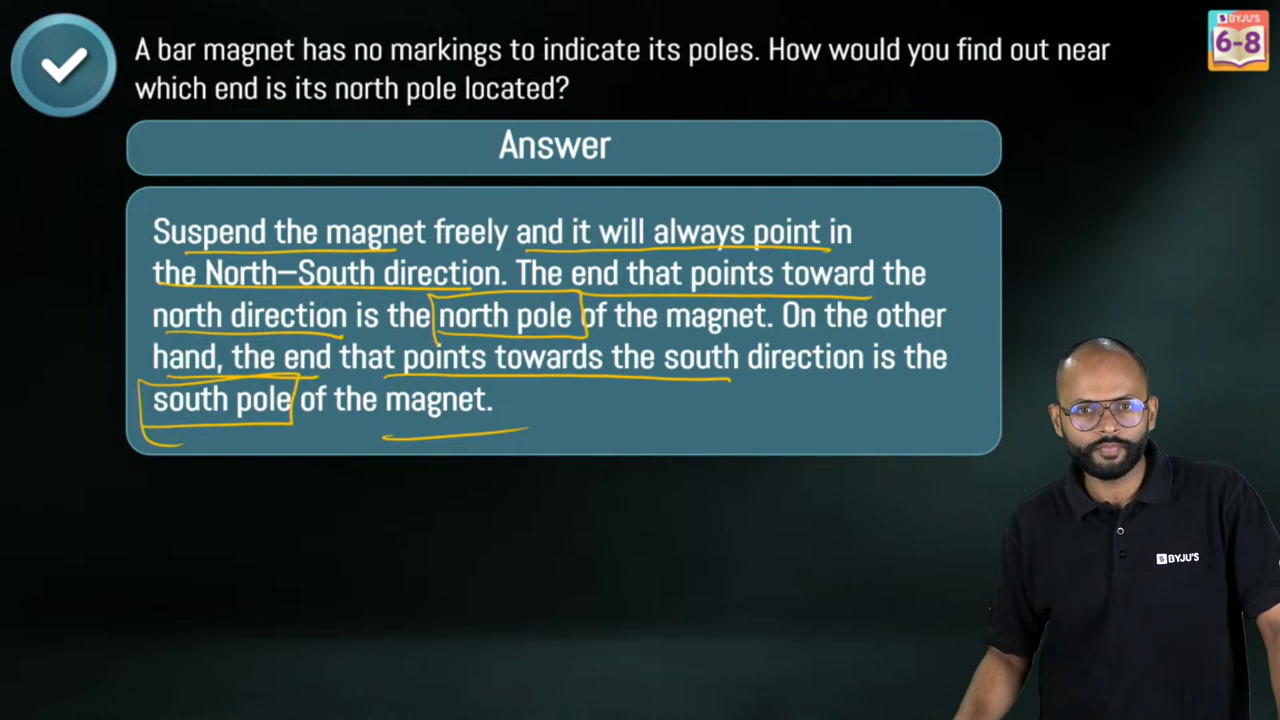 A bar magnet has no markings to indicate its poles. How would you find out near
which end is its north pole located?
BYJU'S
6-8
Answer
Suspend the magnet freely and it will always point in
the North–South direction. The end that points toward the
north direction is the north pole of the magnet. On the other
hand, the end that points towards the south direction is the
south pole of the magnet.
BYJU'S